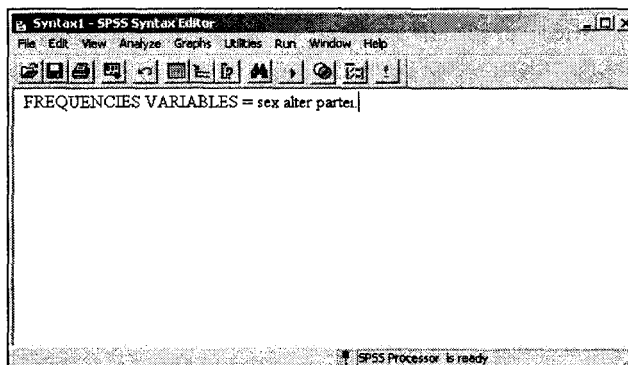 Syntax1 - SPSS Syntax Editor
File Edit View Analyze Graphs Utilities Run Window Help
FREQUENCIES VARIABLES = sex alter partei.
SPSS Processor is ready